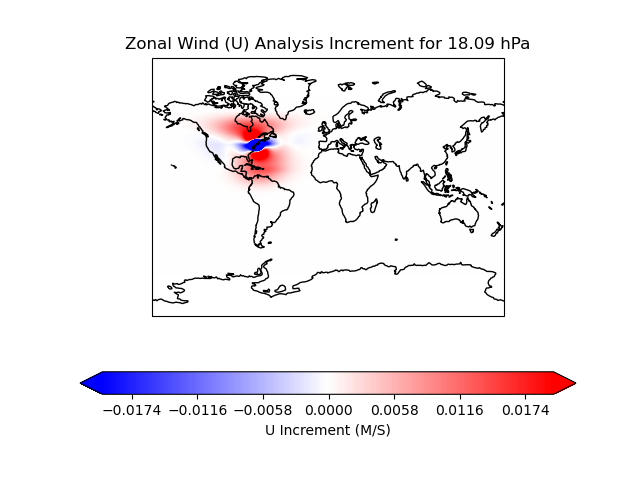 Zonal Wind (U) Analysis Increment for 18.09 hPa
−0.0174 −0.0116 −0.0058 0.0000 0.0058 0.0116 0.0174
U Increment (M/S)